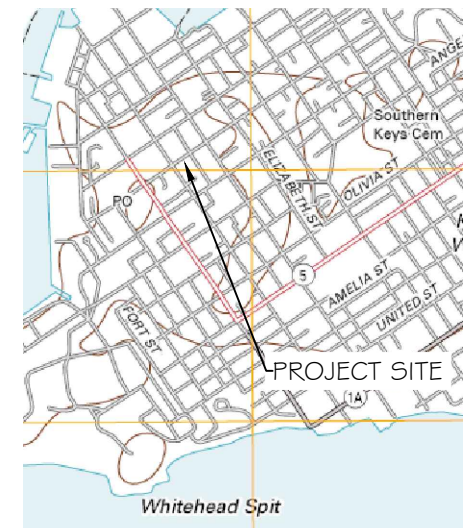 ANGE
Southern
Keys Cem
ELIZABETH ST
OLIVIA ST
PO
5
AMELIA ST
UNITED ST
FORT ST
PROJECT SITE
1A
Whitehead Spit